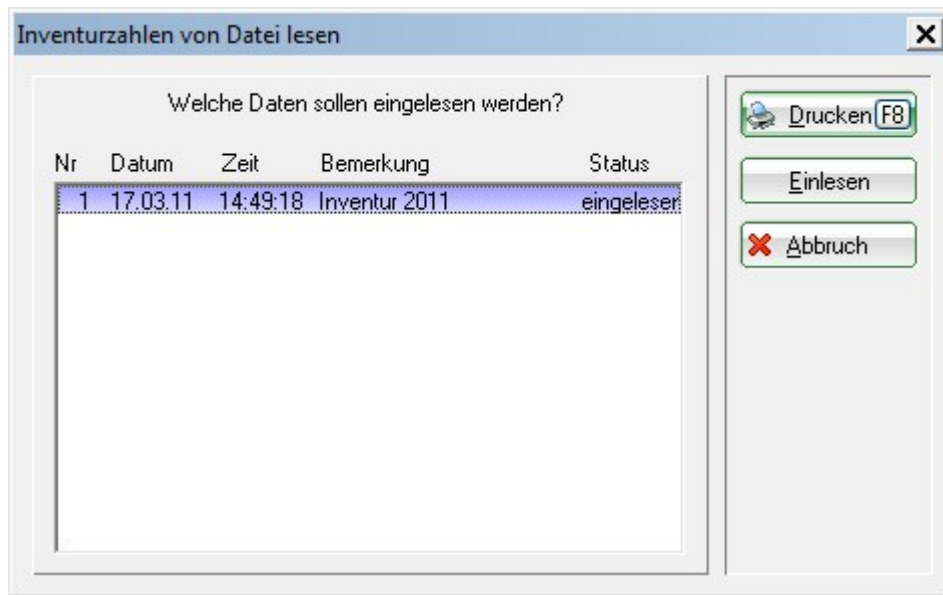 Inventurzahlen von Datei lesen
Welche Daten sollen eingelesen werden?
Nr Datum Zeit Bemerkung Status
1 17.03.11 14:49:18 Inventur 2011 eingelesen
Drucken F8
Einlesen
Abbruch